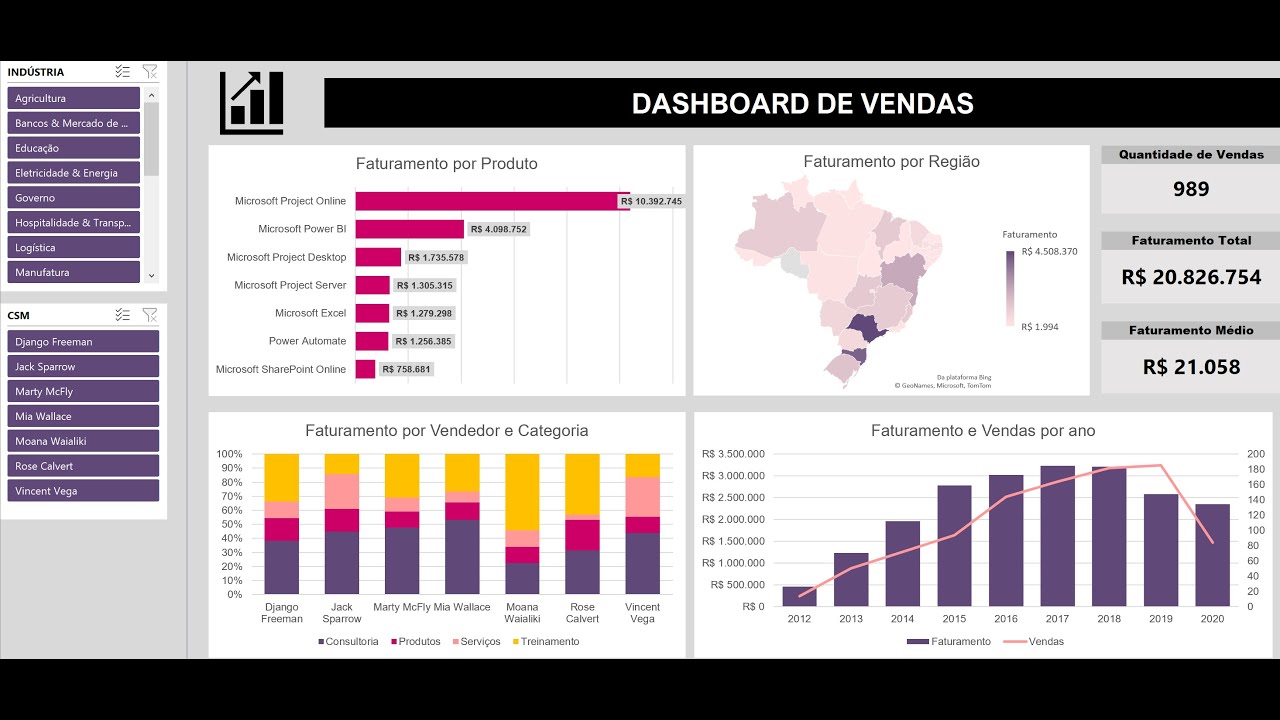 INDÚSTRIA
Agricultura
Bancos & Mercado de ...
Educação
Eletricidade & Energia
Governo
Hospitalidade & Transp...
Logística
Manufatura
CSM
Django Freeman
Jack Sparrow
Marty McFly
Mia Wallace
Moana Waialiki
Rose Calvert
Vincent Vega
DASHBOARD DE VENDAS
Faturamento por Produto
Microsoft Project Online R$ 10.392.745
Microsoft Power BI R$ 4.098.752
Microsoft Project Desktop R$ 1.735.578
Microsoft Project Server R$ 1.305.315
Microsoft Excel R$ 1.279.298
Power Automate R$ 1.256.385
Microsoft SharePoint Online R$ 758.681
Faturamento por Região
Faturamento
R$ 4.508.370
R$ 1.994
Da plataforma Bing
© GeoNames, Microsoft, TomTom
Quantidade de Vendas
989
Faturamento Total
R$ 20.826.754
Faturamento Médio
R$ 21.058
Faturamento por Vendedor e Categoria
100%
90%
80%
70%
60%
50%
40%
30%
20%
10%
0%
Django Freeman
Jack Sparrow
Marty McFly
Mia Wallace
Moana Waialiki
Rose Calvert
Vincent Vega
Consultoria Produtos Serviços Treinamento
Faturamento e Vendas por ano
R$ 3.500.000
R$ 3.000.000
R$ 2.500.000
R$ 2.000.000
R$ 1.500.000
R$ 1.000.000
R$ 500.000
R$ 0
200
180
160
140
120
100
80
60
40
20
0
2012 2013 2014 2015 2016 2017 2018 2019 2020
Faturamento Vendas